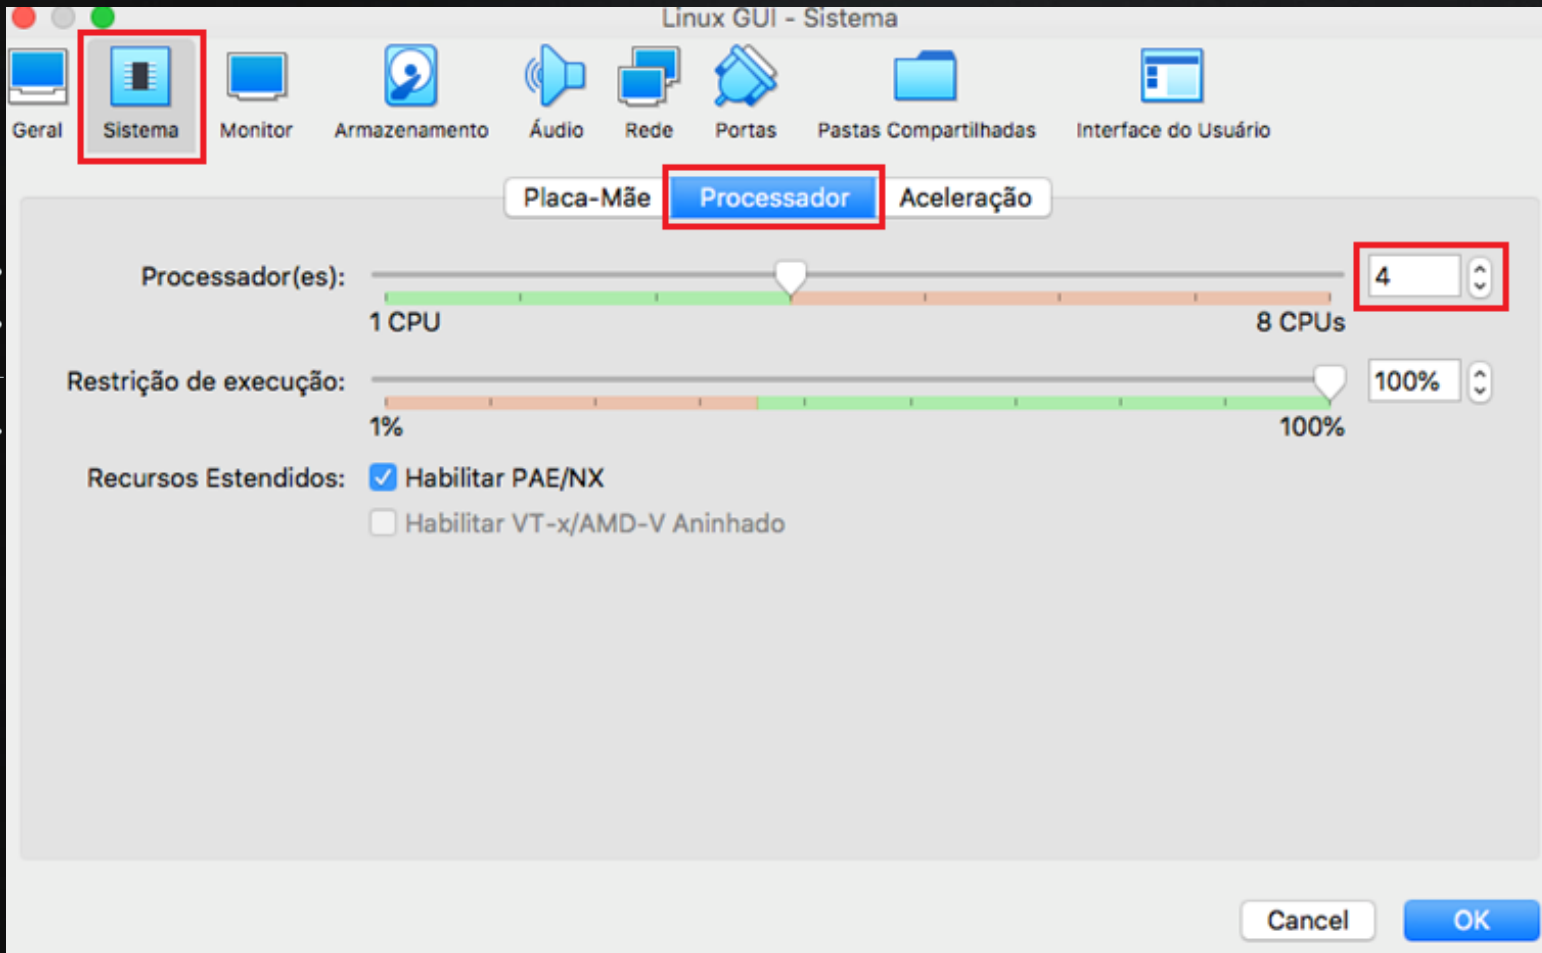 Linux GUI - Sistema
Geral Sistema Monitor Armazenamento Áudio Rede Portas Pastas Compartilhadas Interface do Usuário
Placa-Mãe Processador Aceleração
Processador(es): 4
1 CPU 8 CPUs
Restrição de execução: 100%
1% 100%
Recursos Estendidos: Habilitar PAE/NX
Habilitar VT-x/AMD-V Aninhado
Cancel OK